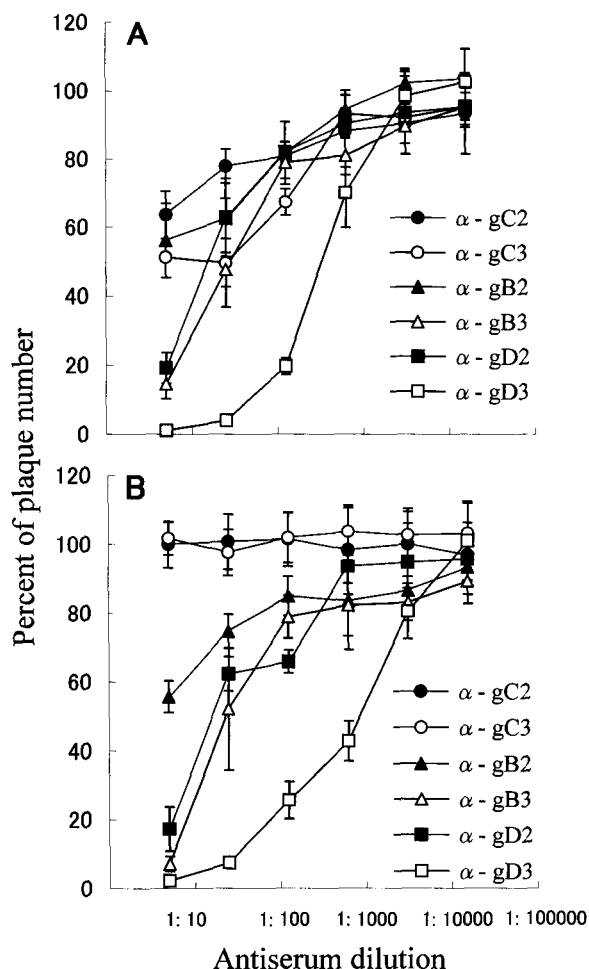 A
120
100
80
60
40
20
0
α - gC2
α - gC3
α - gB2
α - gB3
α - gD2
α - gD3
Percent of plaque number
B
120
100
80
60
40
20
0
α - gC2
α - gC3
α - gB2
α - gB3
α - gD2
α - gD3
1: 10 1: 100 1: 1000 1: 10000 1: 100000
Antiserum dilution